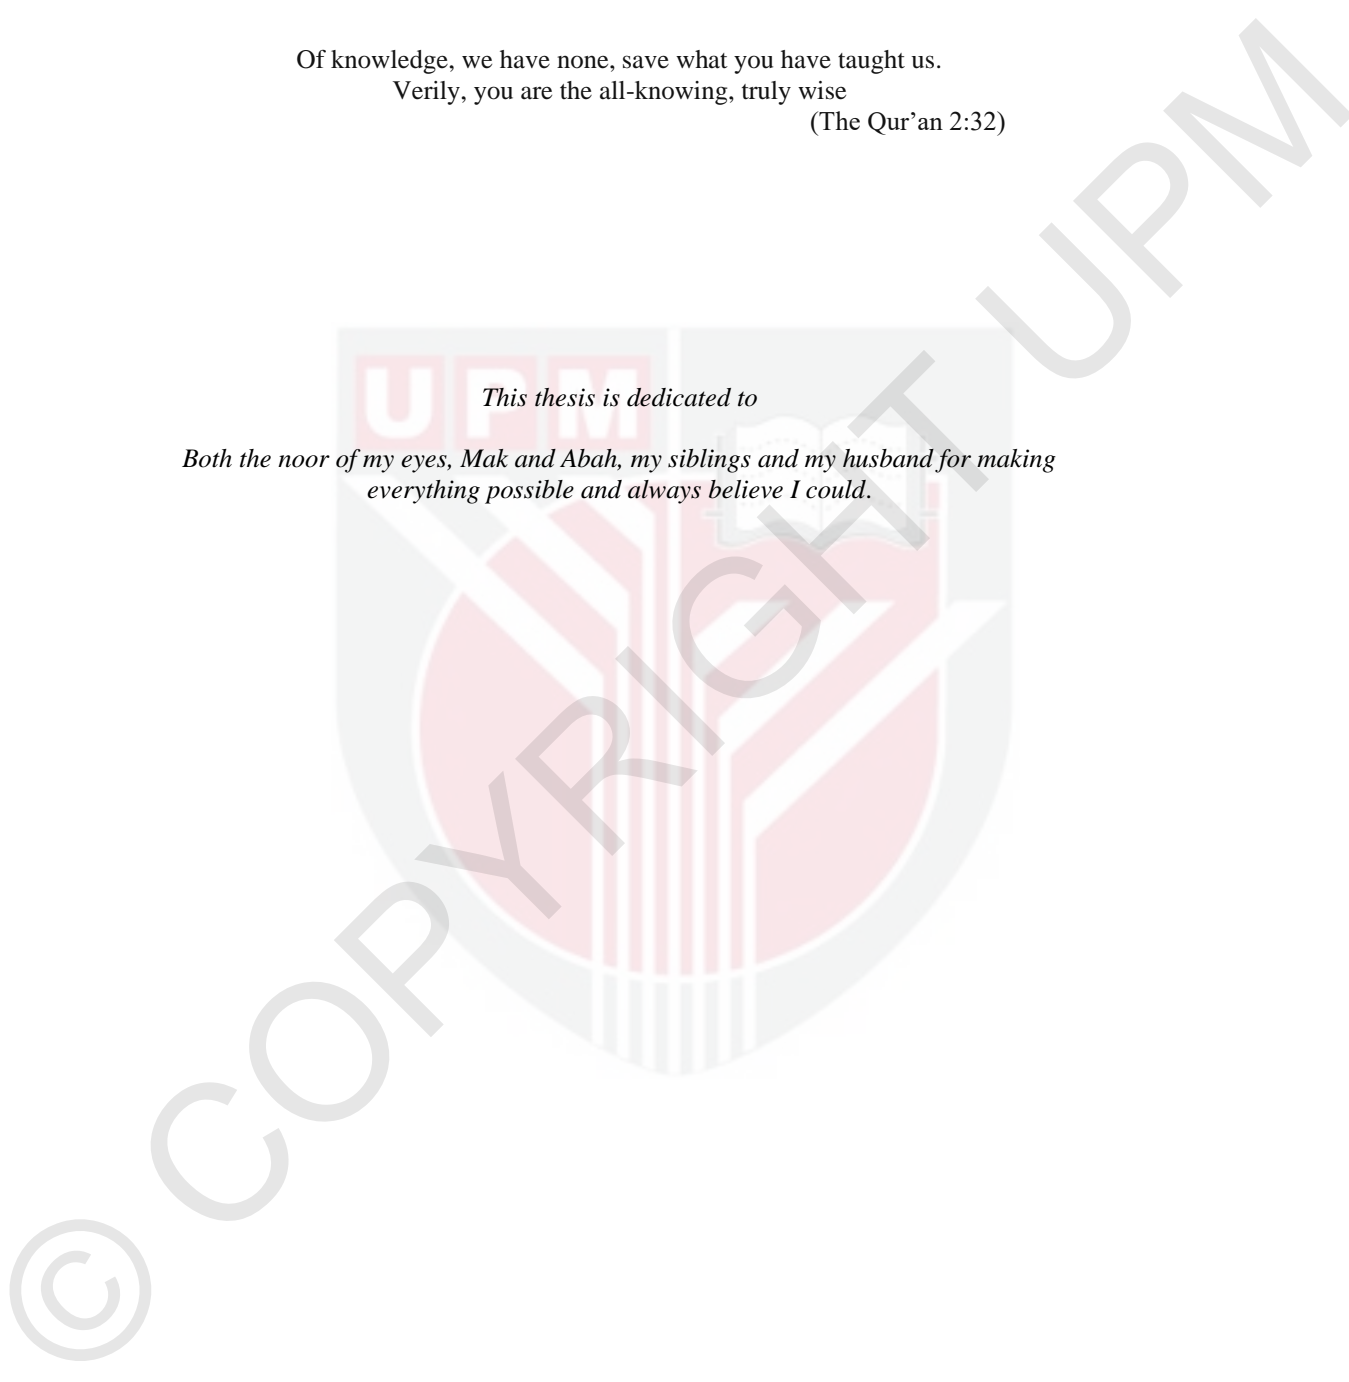 Of knowledge, we have none, save what you have taught us.
Verily, you are the all-knowing, truly wise
(The Qur’an 2:32)
UPM
This thesis is dedicated to
Both the noor of my eyes, Mak and Abah, my siblings and my husband for making
everything possible and always believe I could.
© COPYRIGHT UPM